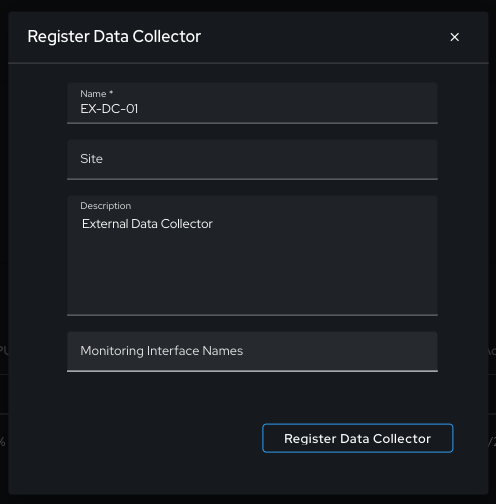 Register Data Collector
Name *
EX-DC-01
Site
Description
External Data Collector
Monitoring Interface Names
Register Data Collector